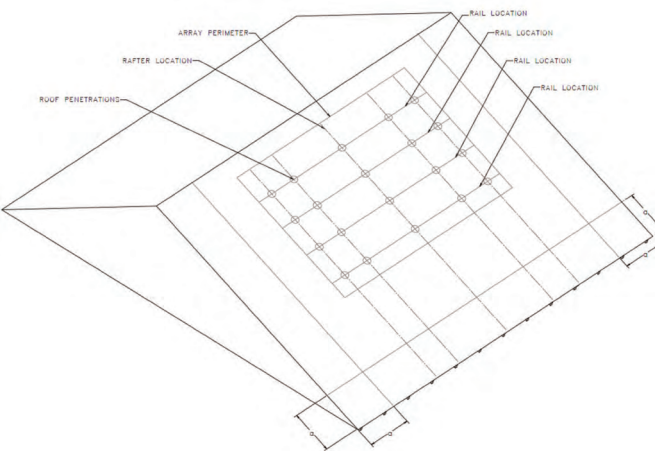 RAIL LOCATION
ARRAY PERIMETER
RAIL LOCATION
RAFTER LOCATION
RAIL LOCATION
RAIL LOCATION
ROOF PENETRATIONS
a
a
a
a